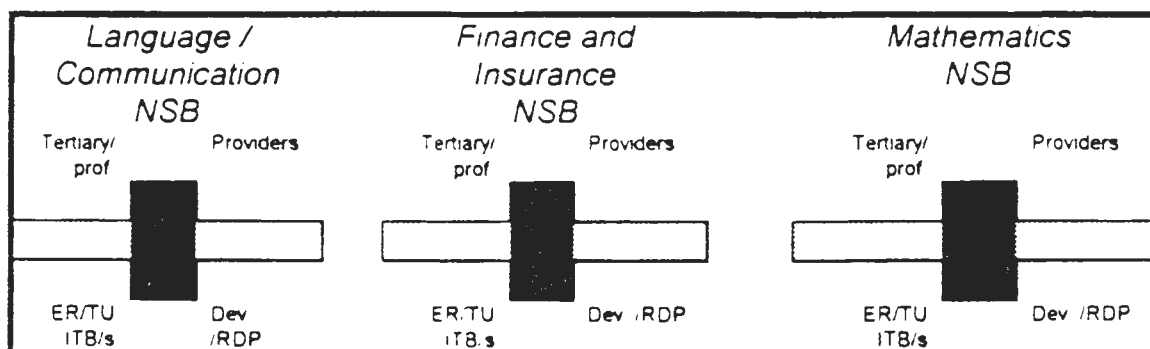 Language /
Communication
NSB
Tertiary/ Providers
prof
ER/TU Dev
ITB/s /RDP
Finance and
Insurance
NSB
Tertiary/ Providers
prof
ER/TU Dev /RDP
ITB/s
Mathematics
NSB
Tertiary/ Providers
prof
ER/TU Dev /RDP
ITB/s